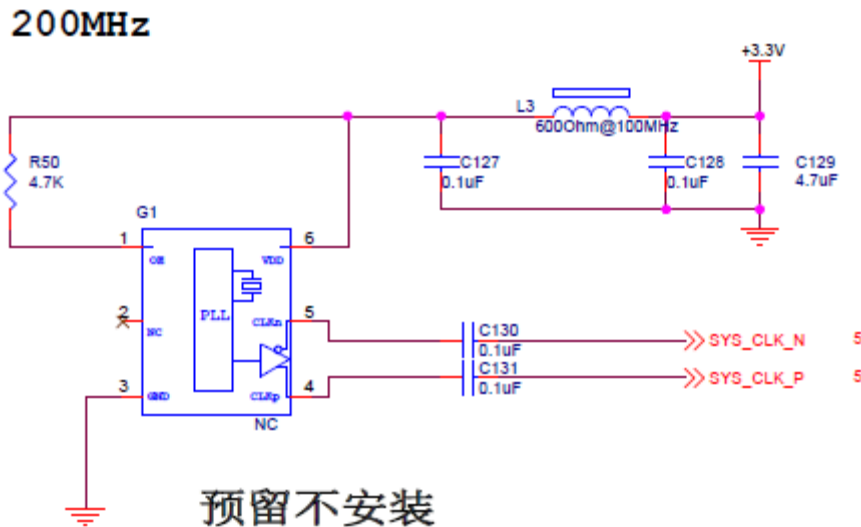 200MHz
+3.3V
L3
600Ohm@100MHz
R50
4.7K
C127
0.1uF
C128
0.1uF
C129
4.7uF
G1
1
OE
6
VDD
PLL
2
NC
5
CLKn
C130
0.1uF
SYS_CLK_N
5
3
GND
4
CLKp
C131
0.1uF
SYS_CLK_P
5
NC
预留不安装